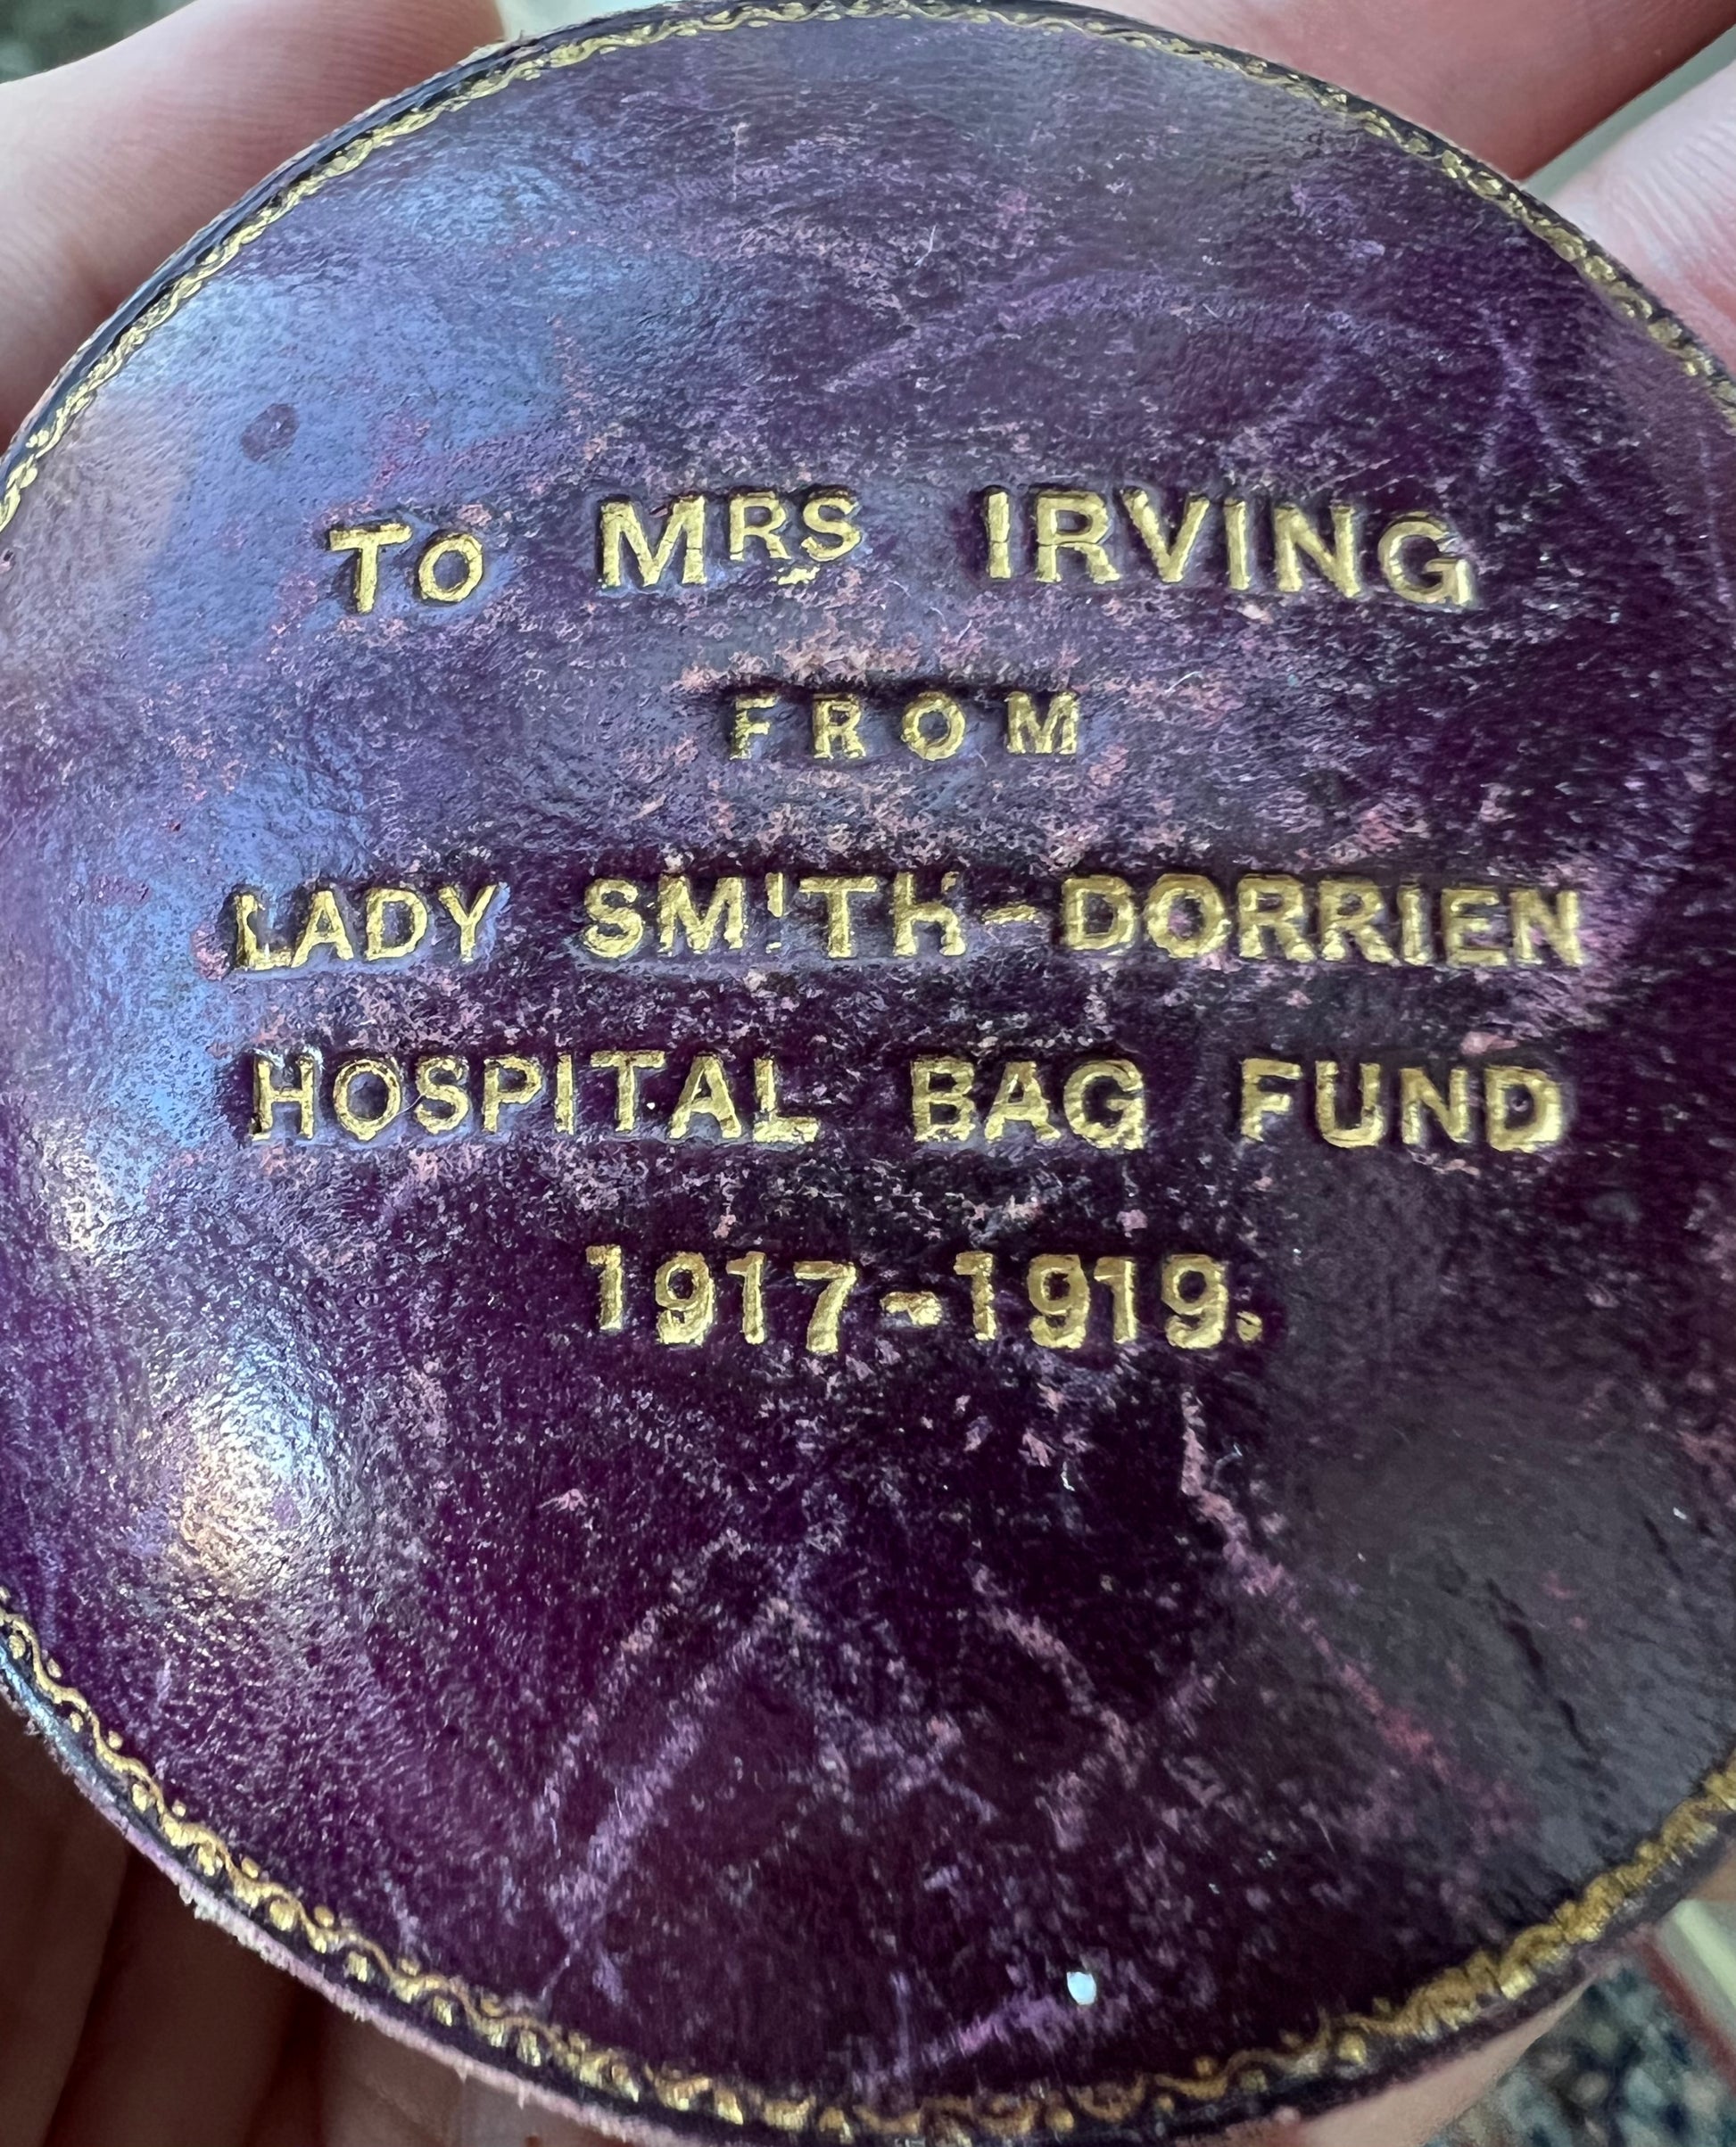 TO MRS IRVING
FROM
LADY SMITH-DORRIEN
HOSPITAL BAG FUND
1917-1919.